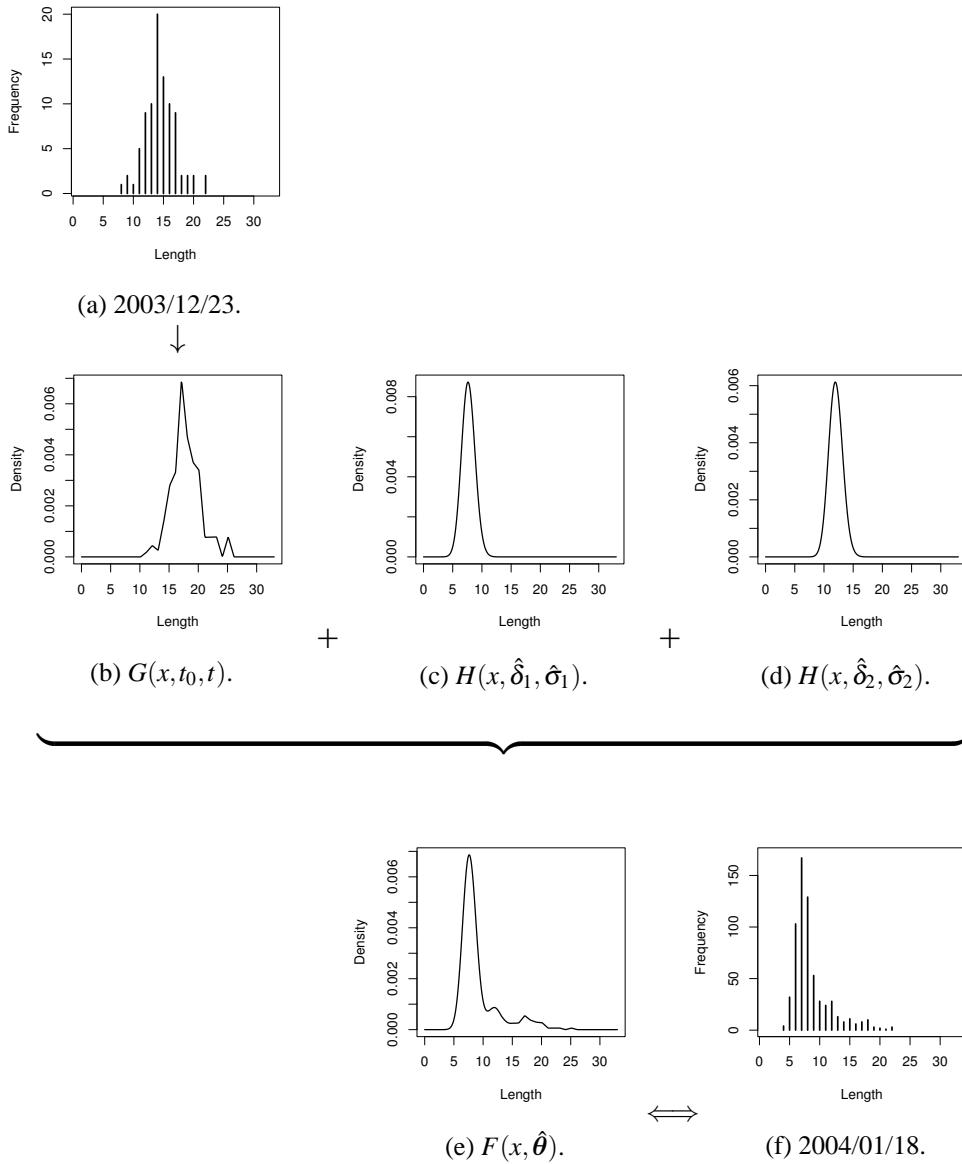 20
15
10
5
0
Frequency
0 5 10 15 20 25 30
Length
(a) 2003/12/23.
↓
0.006
0.004
0.002
0.000
Density
0 5 10 15 20 25 30
Length
(b) G(x,t₀,t).
+
0.008
0.004
0.000
Density
0 5 10 15 20 25 30
Length
(c) H(x,δ̂₁,σ̂₁).
+
0.006
0.004
0.002
0.000
Density
0 5 10 15 20 25 30
Length
(d) H(x,δ̂₂,σ̂₂).
0.006
0.004
0.002
0.000
Density
0 5 10 15 20 25 30
Length
(e) F(x,θ̂).
⟺
150
100
50
0
Frequency
0 5 10 15 20 25 30
Length
(f) 2004/01/18.